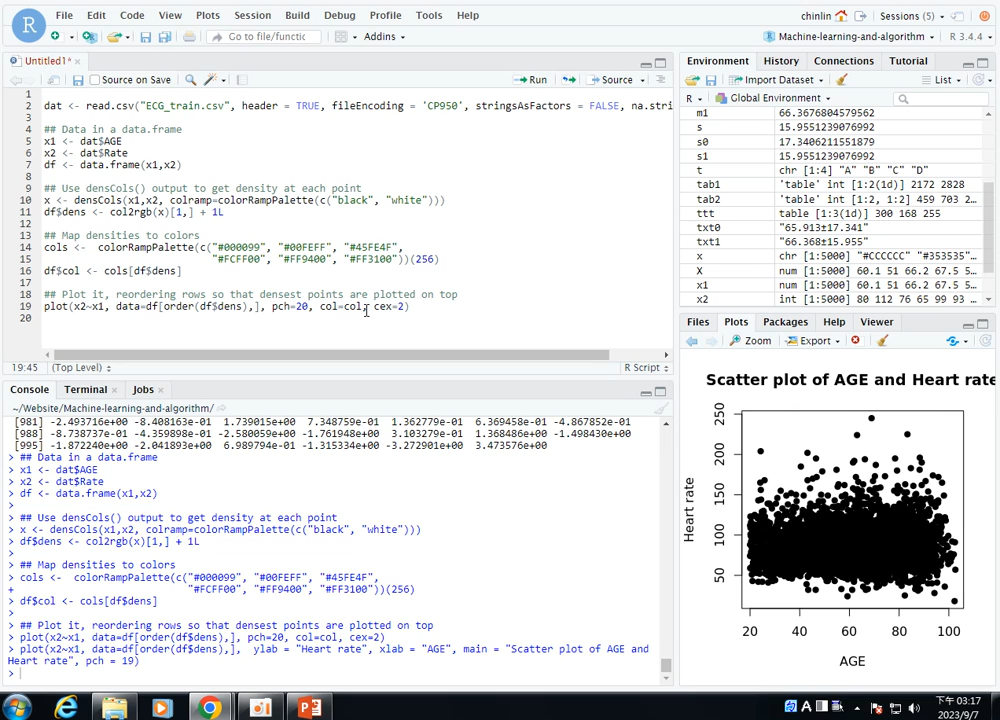 File Edit Code View Plots Session Build Debug Profile Tools Help
chinlin Sessions (5)
R
Go to file/functic Addins
Machine-learning-and-algorithm R 3.4.4
Untitled1*
Source on Save Run Source
1
2 dat <- read.csv("ECG_train.csv", header = TRUE, fileEncoding = 'CP950', stringsAsFactors = FALSE, na.stri
3
4 ## Data in a data.frame
5 x1 <- dat$AGE
6 x2 <- dat$Rate
7 df <- data.frame(x1,x2)
8
9 ## Use densCols() output to get density at each point
10 x <- densCols(x1,x2, colramp=colorRampPalette(c("black", "white")))
11 df$dens <- col2rgb(x)[1,] + 1L
12
13 ## Map densities to colors
14 cols <-  colorRampPalette(c("#000099", "#00FEFF", "#45FE4F",
15 "#FCFF00", "#FF9400", "#FF3100"))(256)
16 df$col <- cols[df$dens]
17
18 ## Plot it, reordering rows so that densest points are plotted on top
19 plot(x2~x1, data=df[order(df$dens),], pch=20, col=col, cex=2)
20
19:45 (Top Level) R Script
Console Terminal Jobs
~/Website/Machine-learning-and-algorithm/
[981] -2.493716e+00 -8.408163e-01 1.739015e+00 7.348759e-01 1.362779e-01 6.369458e-01 -4.867852e-01
[988] -8.738737e-01 -4.359898e-01 -2.580059e+00 -1.761948e+00 3.103279e-01 1.368486e+00 -1.498430e+00
[995] -1.872240e+00 -2.041893e+00 6.989794e-01 -1.315334e+00 -3.272901e+00 3.473576e+00
> ## Data in a data.frame
> x1 <- dat$AGE
> x2 <- dat$Rate
> df <- data.frame(x1,x2)
>
> ## Use densCols() output to get density at each point
> x <- densCols(x1,x2, colramp=colorRampPalette(c("black", "white")))
> df$dens <- col2rgb(x)[1,] + 1L
>
> ## Map densities to colors
> cols <-  colorRampPalette(c("#000099", "#00FEFF", "#45FE4F",
+ "#FCFF00", "#FF9400", "#FF3100"))(256)
> df$col <- cols[df$dens]
>
> ## Plot it, reordering rows so that densest points are plotted on top
> plot(x2~x1, data=df[order(df$dens),], pch=20, col=col, cex=2)
> plot(x2~x1, data=df[order(df$dens),],  ylab = "Heart rate", xlab = "AGE", main = "Scatter plot of AGE and
Heart rate", pch = 19)
>
Environment History Connections Tutorial
Import Dataset List
R Global Environment
m1 66.3676804579562
s 15.9551239076992
s0 17.3406211551879
s1 15.9551239076992
t chr [1:4] "A" "B" "C" "D"
tab1 'table' int [1:2(1d)] 2172 2828
tab2 'table' int [1:2, 1:2] 459 703 2…
ttt table [1:3(1d)] 300 168 255
txt0 "65.913±17.341"
txt1 "66.368±15.955"
x chr [1:5000] "#CCCCCC" "#353535"…
X num [1:5000] 60.1 51 66.2 67.5 5…
x1 num [1:5000] 60.1 51 66.2 67.5 5…
x2 int [1:5000] 80 112 76 65 99 93 …
Files Plots Packages Help Viewer
Zoom Export
Scatter plot of AGE and Heart rate
Heart rate
250
200
150
100
50
20 40 60 80 100
AGE
A
下午 03:17
2023/9/7